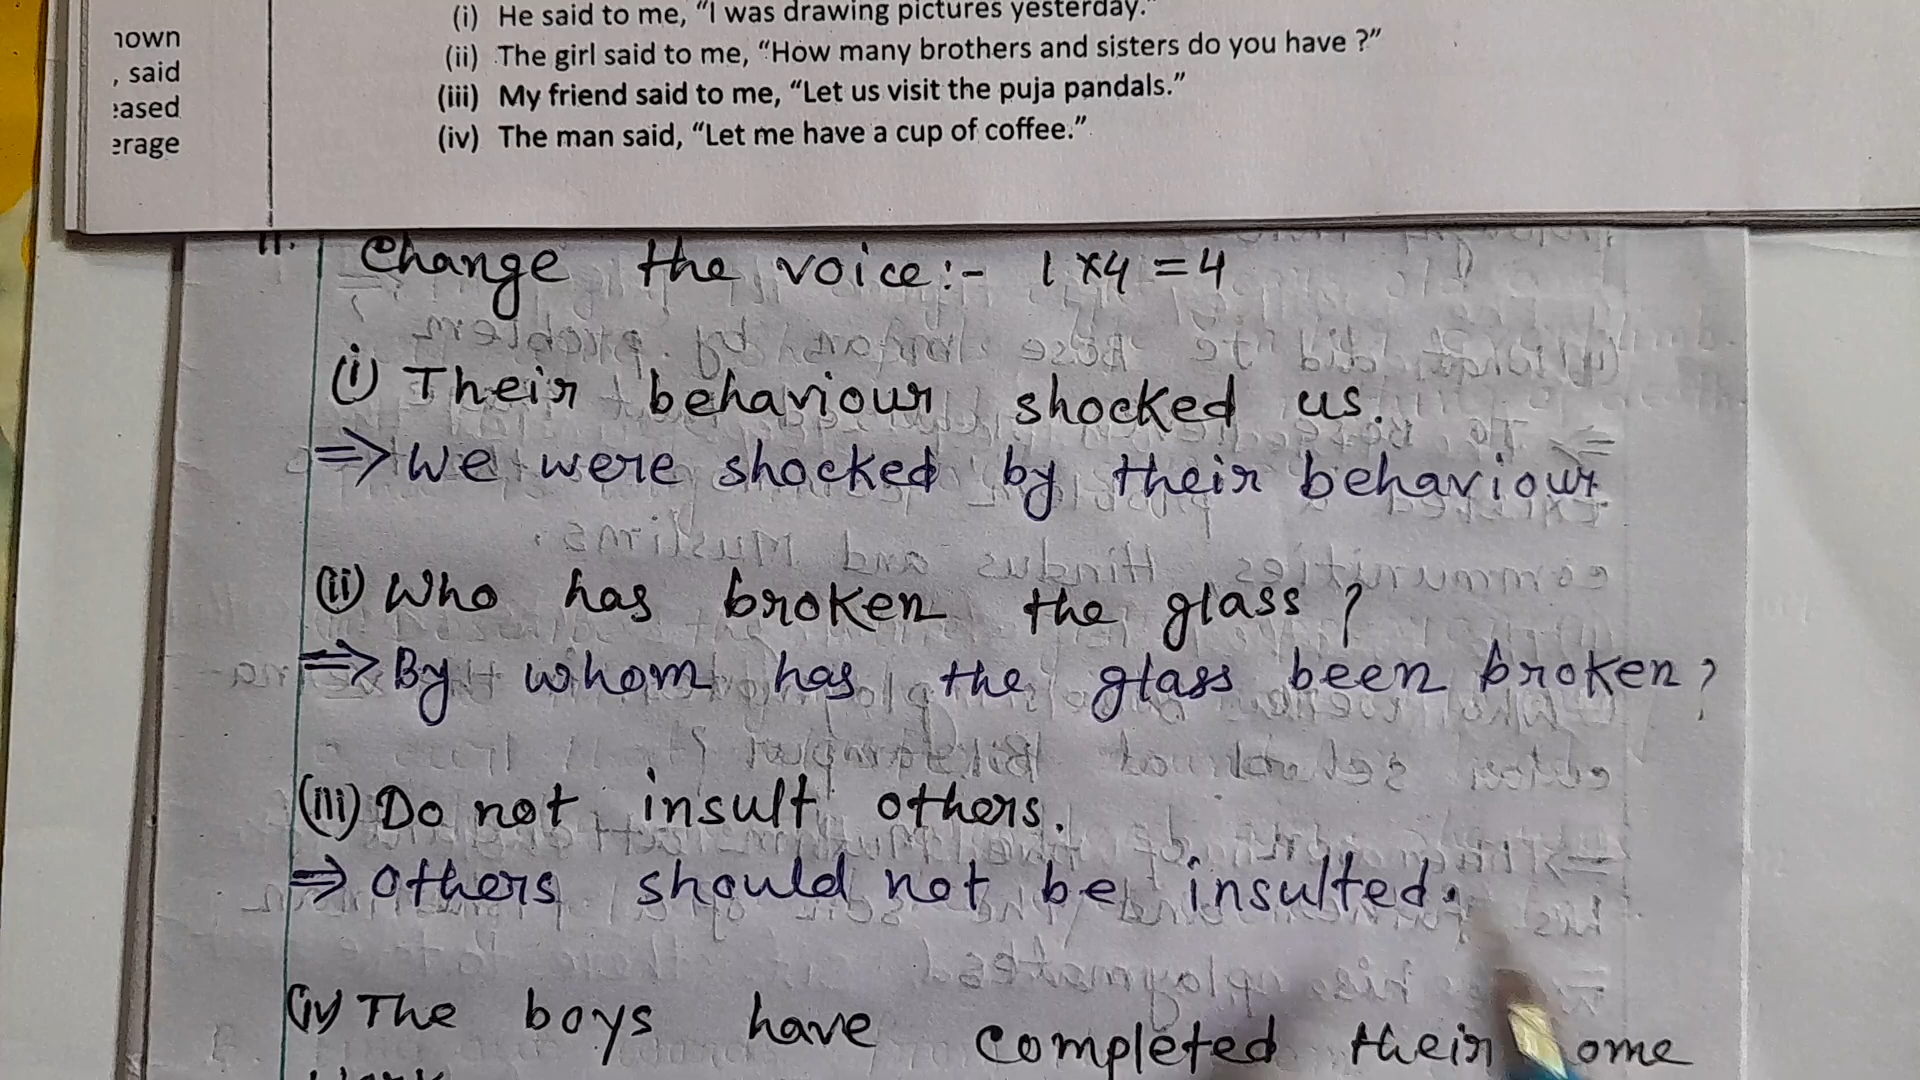 nown
, said
eased
erage
(i) He said to me, “I was drawing pictures yesterday.”
(ii) The girl said to me, “How many brothers and sisters do you have ?”
(iii) My friend said to me, “Let us visit the puja pandals.”
(iv) The man said, “Let me have a cup of coffee.”
11. Change the voice:- 1×4=4
(i) Their behaviour shocked us.
⇒ We were shocked by their behaviour.
(ii) Who has broken the glass?
⇒ By whom has the glass been broken?
(iii) Do not insult others.
⇒ Others should not be insulted.
(iv) The boys have completed their ome